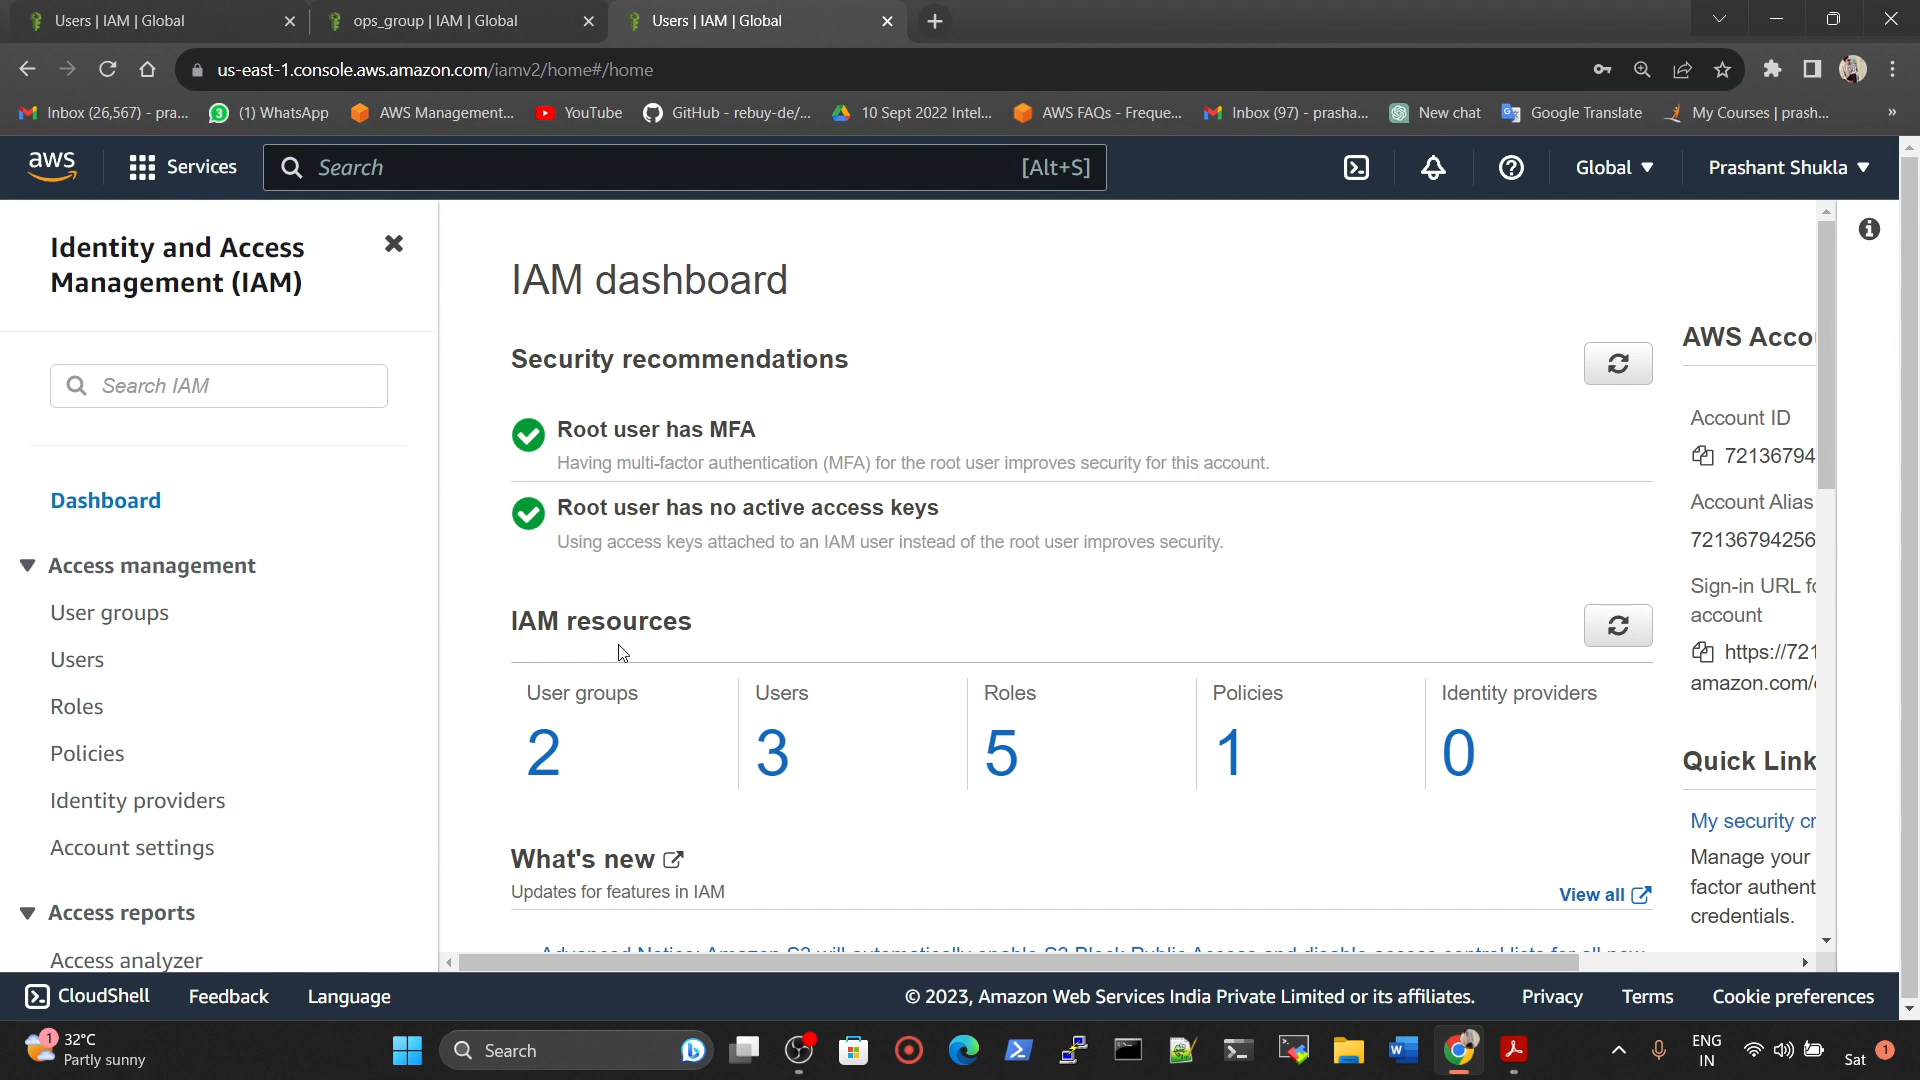 Users | IAM | Global
ops_group | IAM | Global
Users | IAM | Global
us-east-1.console.aws.amazon.com/iamv2/home#/home
Inbox (26,567) - pra...
(1) WhatsApp
AWS Management...
YouTube
GitHub - rebuy-de/...
10 Sept 2022 Intel...
AWS FAQs - Freque...
Inbox (97) - prasha...
New chat
Google Translate
My Courses | prash...
»
aws
Services
Search
[Alt+S]
Global
Prashant Shukla
Identity and Access
Management (IAM)
Search IAM
Dashboard
Access management
User groups
Users
Roles
Policies
Identity providers
Account settings
Access reports
Access analyzer
IAM dashboard
Security recommendations
Root user has MFA
Having multi-factor authentication (MFA) for the root user improves security for this account.
Root user has no active access keys
Using access keys attached to an IAM user instead of the root user improves security.
IAM resources
User groups
2
Users
3
Roles
5
Policies
1
Identity providers
0
What's new
Updates for features in IAM
View all
AWS Accou
Account ID
72136794
Account Alias
72136794256
Sign-in URL fo
account
https://721
amazon.com/
Quick Link
My security cr
Manage your
factor authent
credentials.
CloudShell
Feedback
Language
© 2023, Amazon Web Services India Private Limited or its affiliates.
Privacy
Terms
Cookie preferences
1
32°C
Partly sunny
Search
ENG
IN
Sat
1